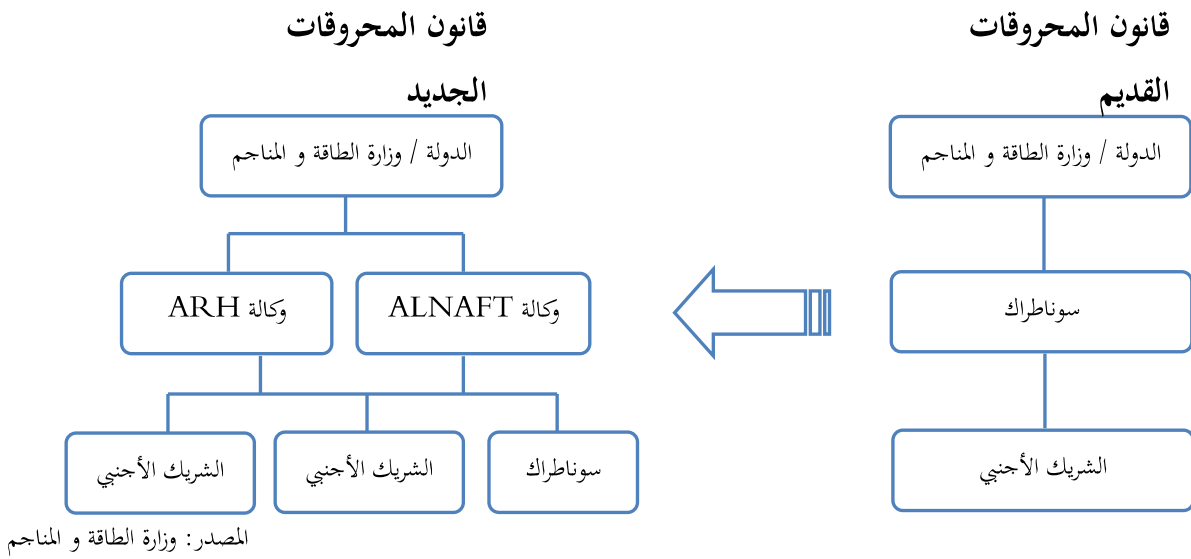 قانون المحروقات
القديم
الدولة / وزارة الطاقة و المناجم
سوناطراك
الشريك الأجنبي
قانون المحروقات
الجديد
الدولة / وزارة الطاقة و المناجم
وكالة ALNAFT
وكالة ARH
سوناطراك
الشريك الأجنبي
الشريك الأجنبي
المصدر: وزارة الطاقة و المناجم